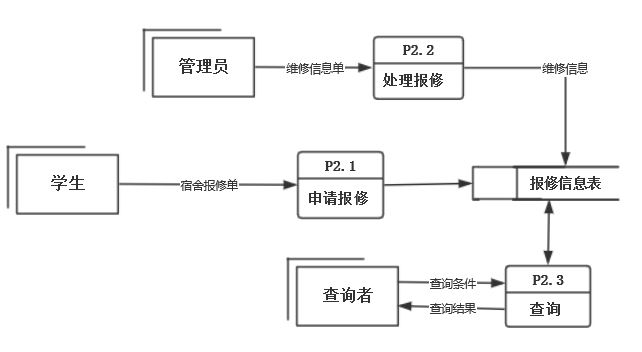 P2.2
管理员
维修信息单
处理报修
维修信息
P2.1
学生
宿舍报修单
申请报修
报修信息表
查询者
查询条件
查询结果
P2.3
查询